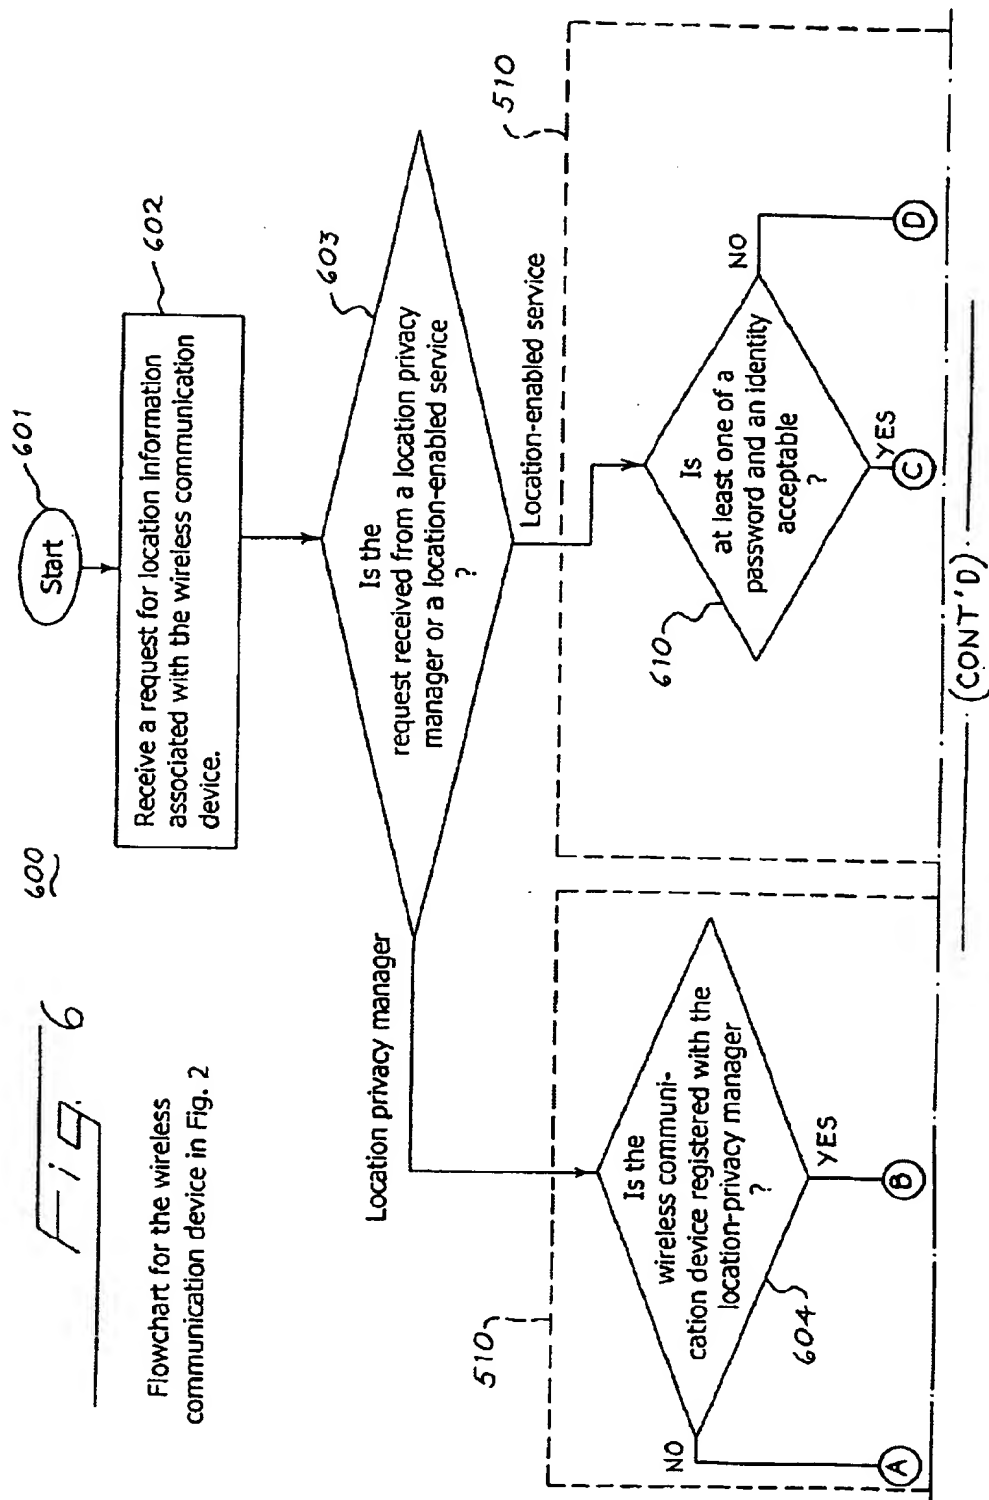 Fig. 6
600
Flowchart for the wireless
communication device in Fig. 2
601
Start
602
Receive a request for location information
associated with the wireless communication
device.
603
Is the
request received from a location privacy
manager or a location-enabled service
?
Location privacy manager
Location-enabled service
510
510
Is the
wireless communi-
cation device registered with the
location-privacy manager
?
604
NO
YES
A
B
Is
at least one of a
password and an identity
acceptable
?
610
NO
YES
C
D
(CONT'D)